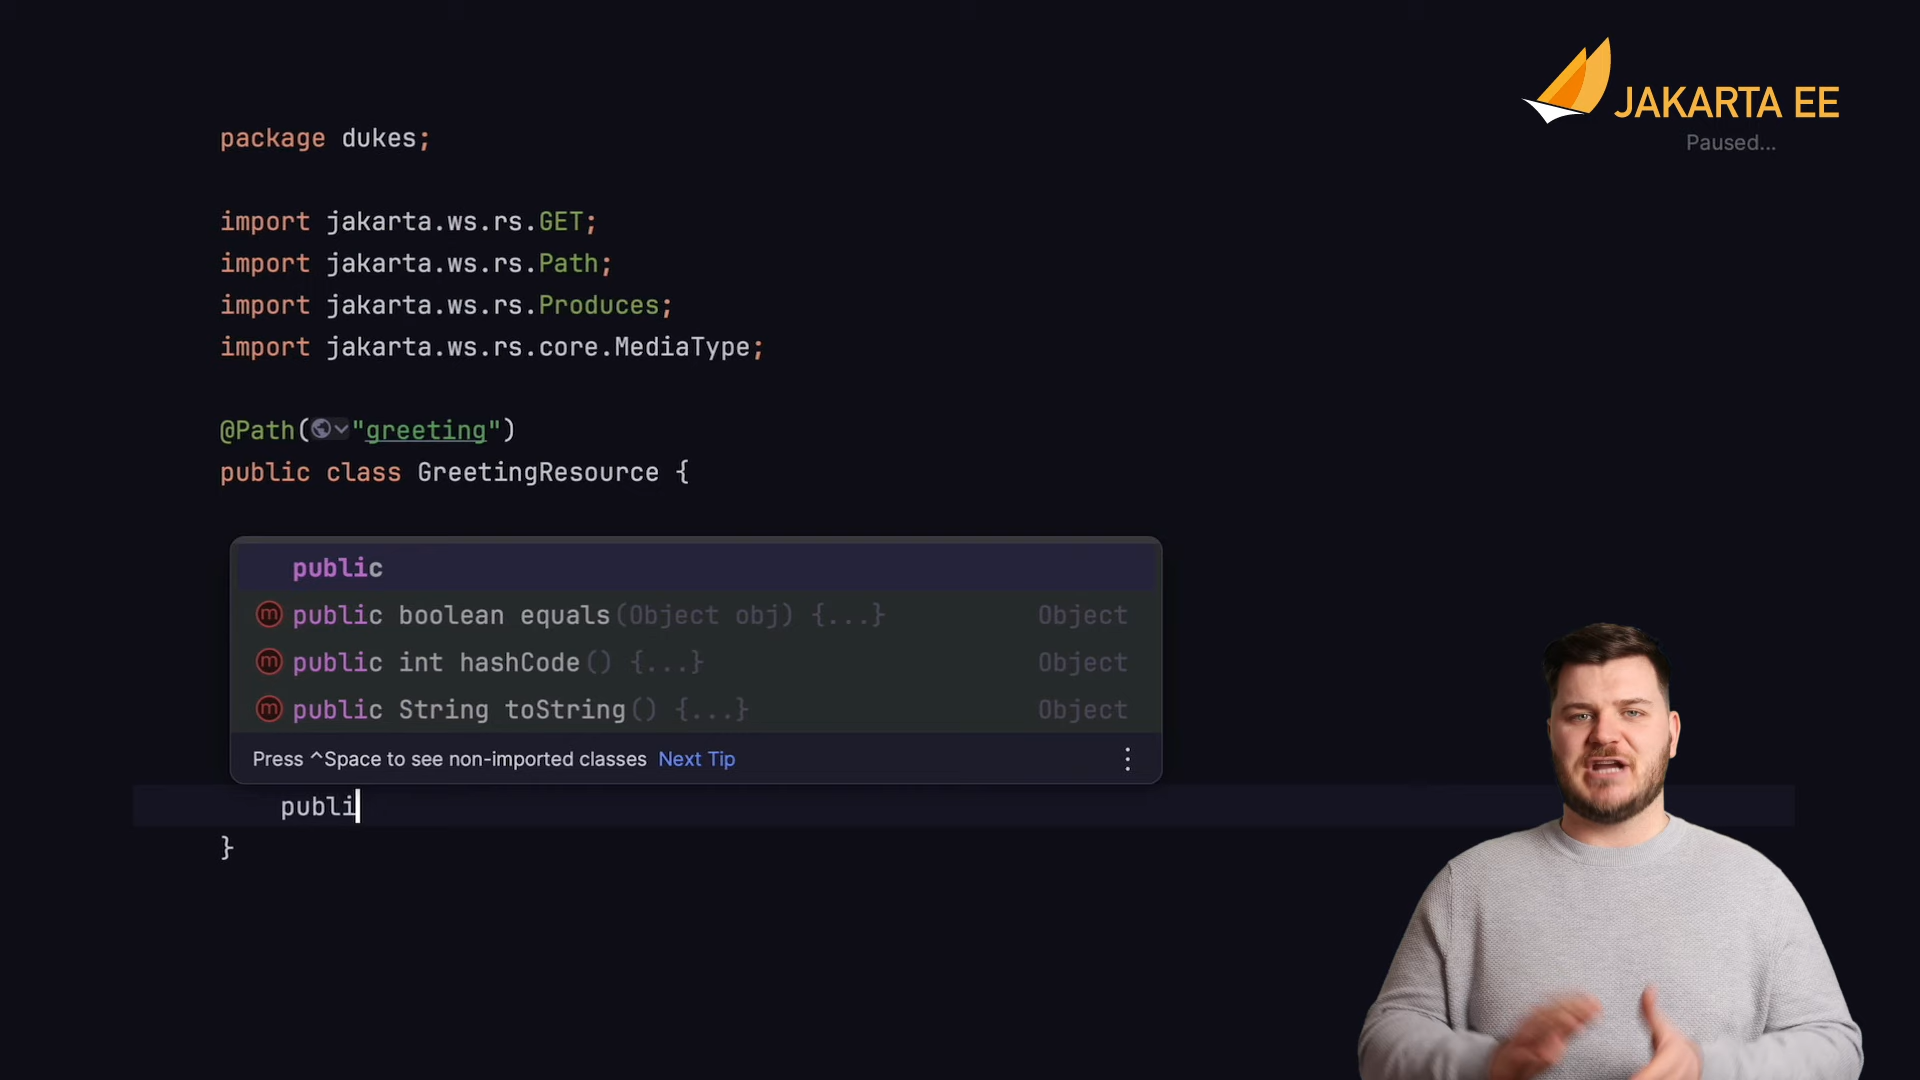 JAKARTA EE
Paused...
package dukes;
import jakarta.ws.rs.GET;
import jakarta.ws.rs.Path;
import jakarta.ws.rs.Produces;
import jakarta.ws.rs.core.MediaType;
@Path("greeting")
public class GreetingResource {
public
m public boolean equals(Object obj) {...} Object
m public int hashCode() {...} Object
m public String toString() {...} Object
Press ^Space to see non-imported classes Next Tip
publi
}